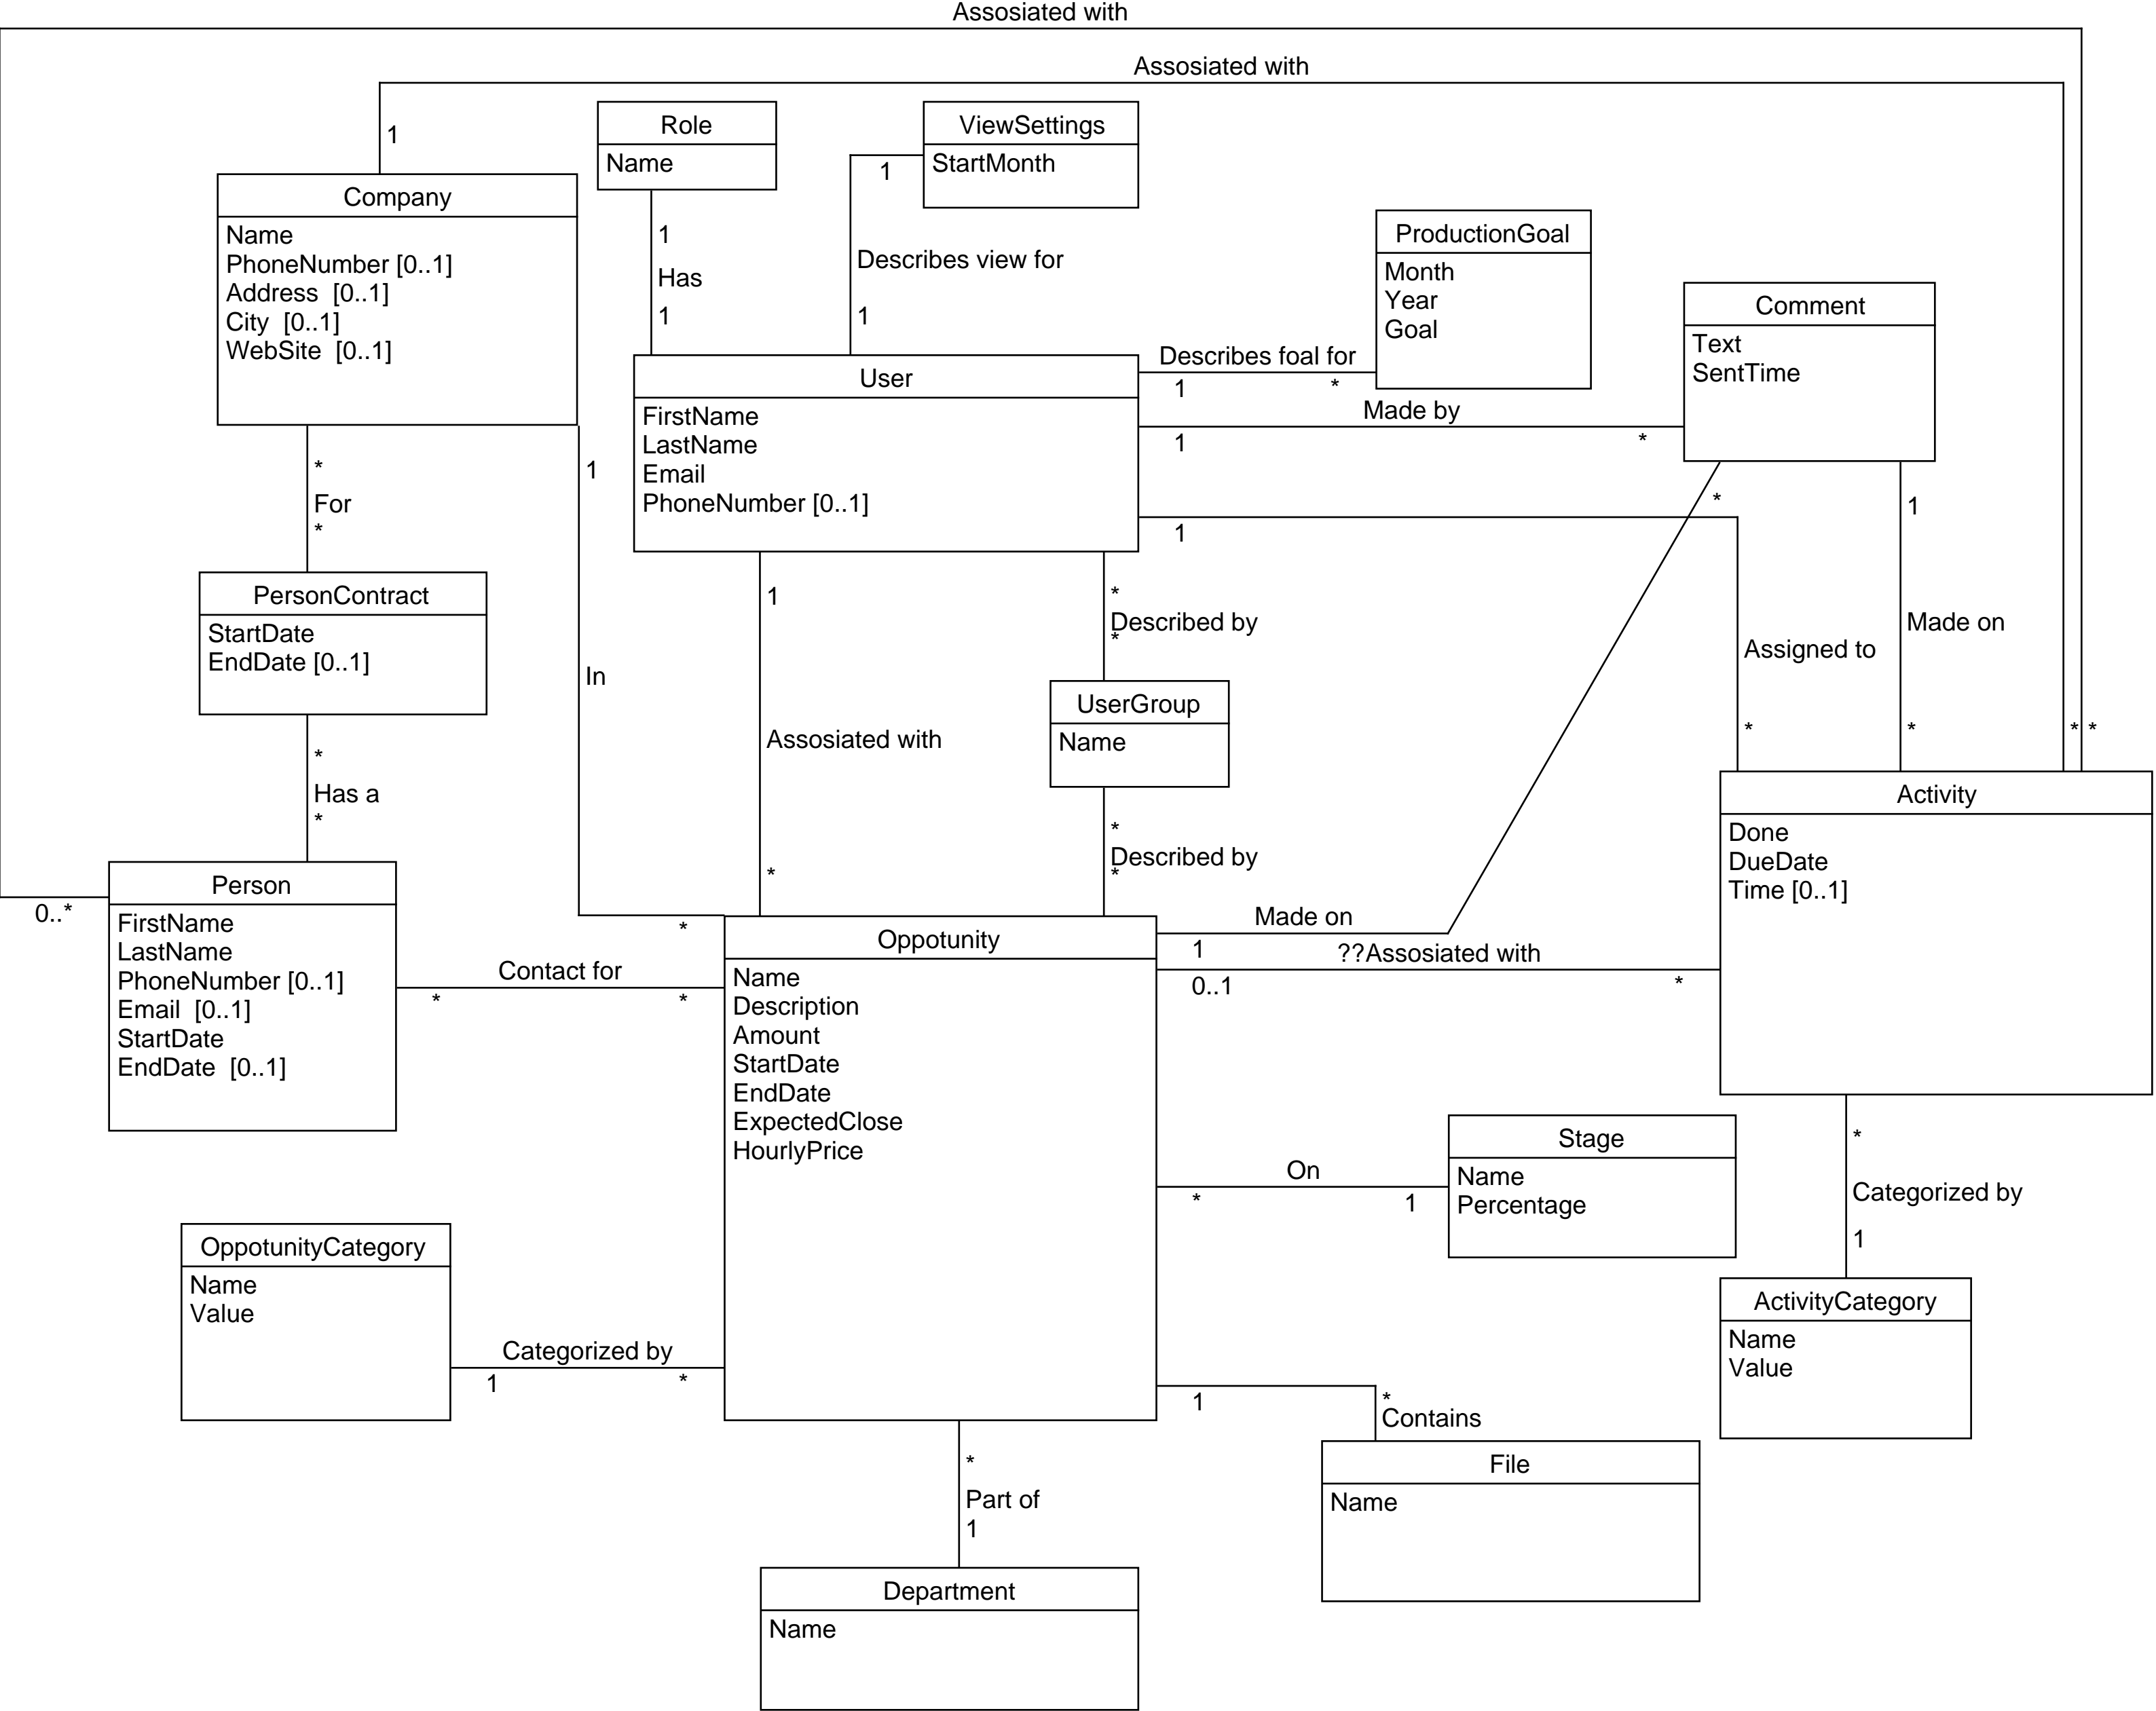 Assosiated with
Assosiated with
1
Role
Name
ViewSettings
StartMonth
1
Company
Name
PhoneNumber [0..1]
Address  [0..1]
City  [0..1]
WebSite  [0..1]
1
Has
1
Describes view for
1
ProductionGoal
Month
Year
Goal
Comment
Text
SentTime
User
FirstName
LastName
Email
PhoneNumber [0..1]
Describes foal for
1
*
Made by
1
*
1
*
For
*
1
In
*
1
Made on
*
Assigned to
*
* *
PersonContract
StartDate
EndDate [0..1]
1
Assosiated with
*
*
Described by
*
UserGroup
Name
*
Described by
*
*
Has a
*
Activity
Done
DueDate
Time [0..1]
Person
FirstName
LastName
PhoneNumber [0..1]
Email  [0..1]
StartDate
EndDate  [0..1]
0..*
*
Contact for
*
*
Oppotunity
Name
Description
Amount
StartDate
EndDate
ExpectedClose
HourlyPrice
Made on
1
??Assosiated with
0..1
*
On
*
1
Stage
Name
Percentage
*
Categorized by
1
OppotunityCategory
Name
Value
Categorized by
1
*
ActivityCategory
Name
Value
1
*
Contains
File
Name
*
Part of
1
Department
Name